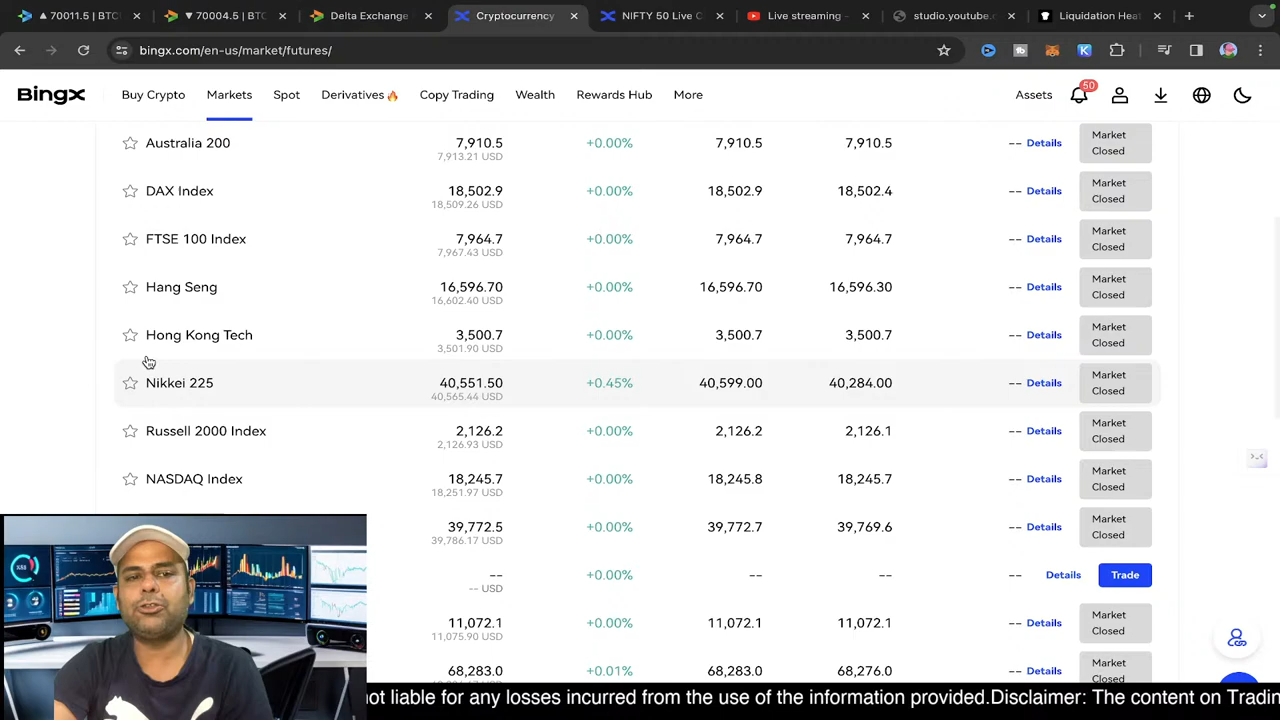 ▲ 70011.5 | BTC
▲ 70004.5 | BTC
Delta Exchange
Cryptocurrency
NIFTY 50 Live C
Live streaming -
studio.youtube.c
Liquidation Heat
bingx.com/en-us/market/futures/
BingX
Buy Crypto
Markets
Spot
Derivatives
Copy Trading
Wealth
Rewards Hub
More
Assets
50
Australia 200 7,910.5 +0.00% 7,910.5 7,910.5 -- Details Market Closed
7,913.21 USD
DAX Index 18,502.9 +0.00% 18,502.9 18,502.4 -- Details Market Closed
18,509.26 USD
FTSE 100 Index 7,964.7 +0.00% 7,964.7 7,964.7 -- Details Market Closed
7,967.43 USD
Hang Seng 16,596.70 +0.00% 16,596.70 16,596.30 -- Details Market Closed
16,602.40 USD
Hong Kong Tech 3,500.7 +0.00% 3,500.7 3,500.7 -- Details Market Closed
3,501.90 USD
Nikkei 225 40,551.50 +0.45% 40,599.00 40,284.00 -- Details Market Closed
40,565.44 USD
Russell 2000 Index 2,126.2 +0.00% 2,126.2 2,126.1 -- Details Market Closed
2,126.93 USD
NASDAQ Index 18,245.7 +0.00% 18,245.8 18,245.7 -- Details Market Closed
18,251.97 USD
39,772.5 +0.00% 39,772.7 39,769.6 -- Details Market Closed
39,786.17 USD
-- +0.00% -- -- -- Details Trade
-- USD
11,072.1 +0.00% 11,072.1 11,072.1 -- Details Market Closed
11,075.90 USD
68,283.0 +0.01% 68,283.0 68,276.0 -- Details Market Closed
not liable for any losses incurred from the use of the information provided.Disclaimer: The content on Tradin